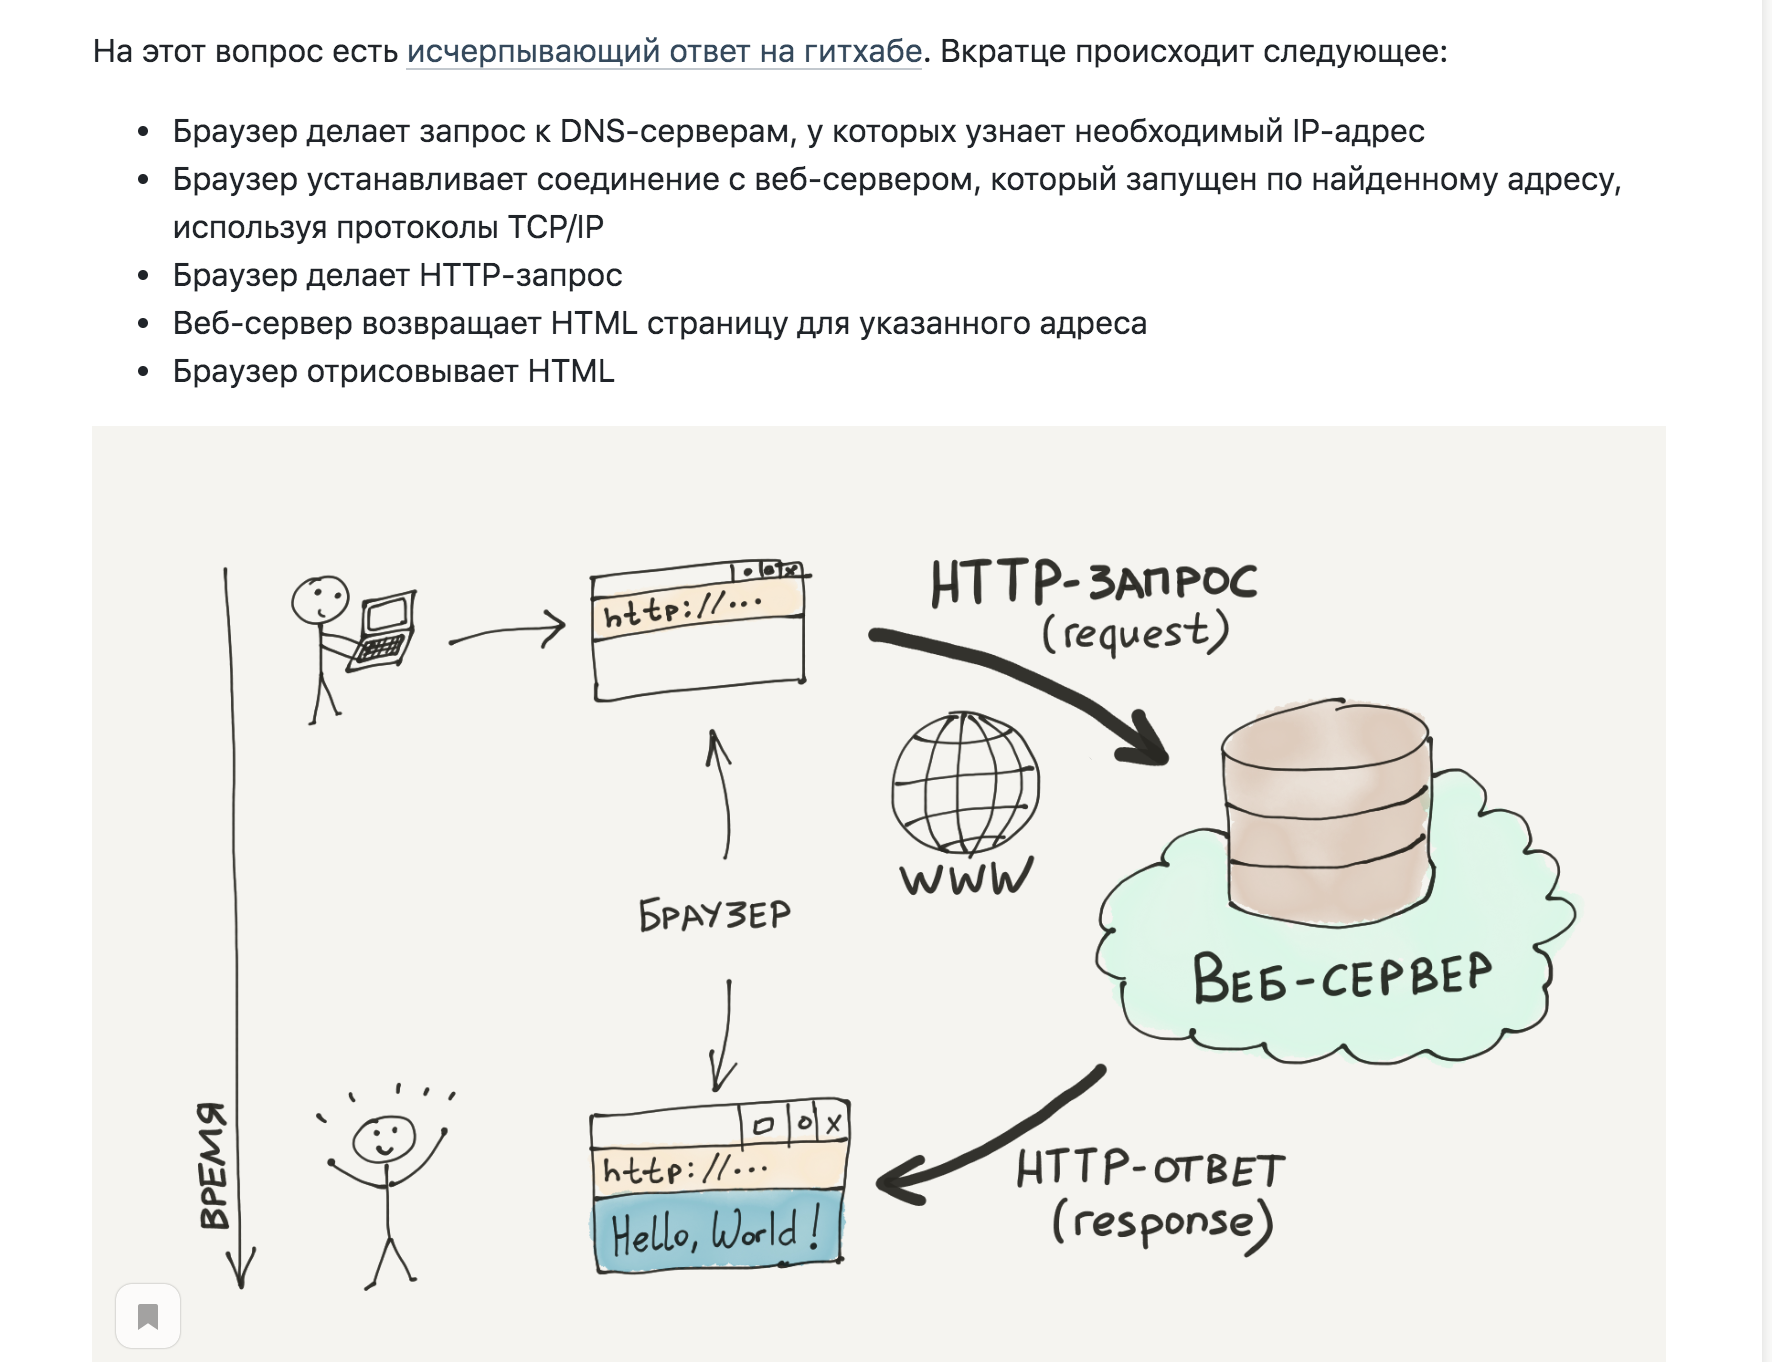 На этот вопрос есть исчерпывающий ответ на гитхабе. Вкратце происходит следующее:
• Браузер делает запрос к DNS-серверам, у которых узнает необходимый IP-адрес
• Браузер устанавливает соединение с веб-сервером, который запущен по найденному адресу,
используя протоколы TCP/IP
• Браузер делает HTTP-запрос
• Веб-сервер возвращает HTML страницу для указанного адреса
• Браузер отрисовывает HTML
HTTP-ЗАПРОС
(request)
http://...
WWW
БРАУЗЕР
ВЕБ-СЕРВЕР
ВРЕМЯ
http://...
Hello, World!
HTTP-ОТВЕТ
(response)